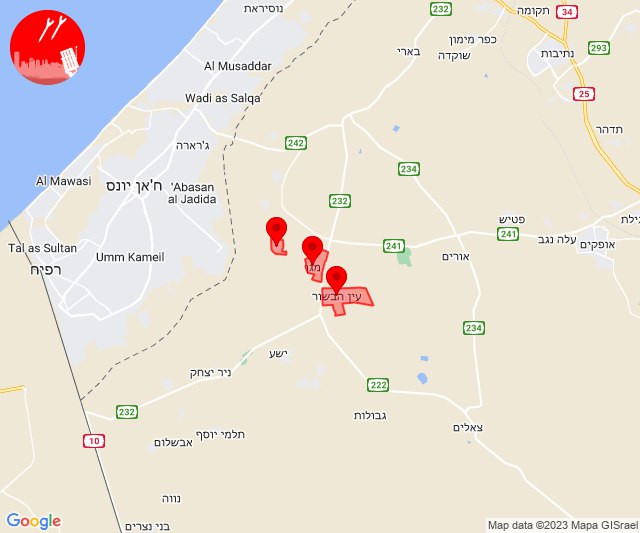 נוסיראת
232
תקומה
34
כפר מימון
שוקדה
בארי
נתיבות
293
Al Musaddar
25
Wadi as Salqa
תדהר
242
ג'רארה
234
Al Mawasi
ח'אן יונס
'Abasan
al Jadida
232
פטיש
גילת
241
עלה נגב
אופקים
Tal as Sultan
רפיח
Umm Kameil
241
אורים
מגן
עין הבשור
234
ישע
ניר יצחק
222
232
גבולות
10
תלמי יוסף
אבשלום
צאלים
נווה
בני נצרים
Google
Map data ©2023 Mapa GISrael